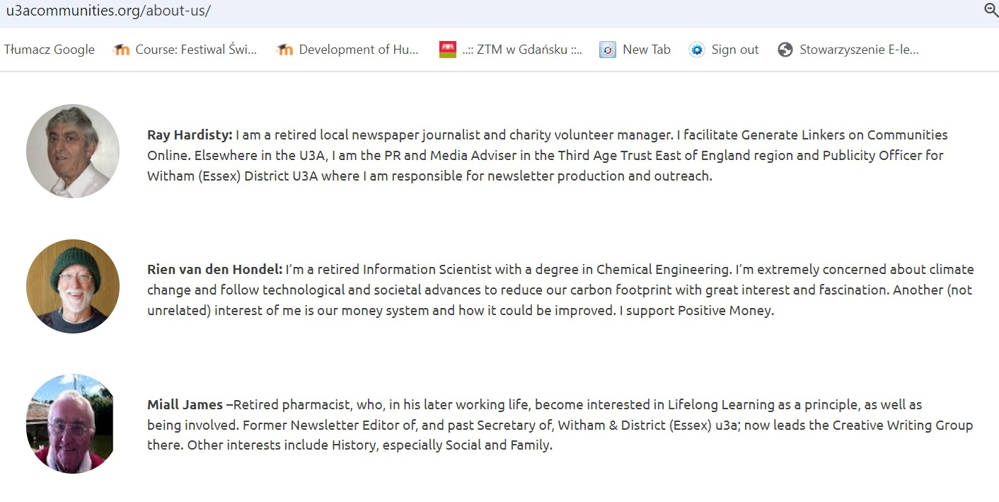 u3acommunities.org/about-us/
Tłumacz Google Course: Festiwal Świ... Development of Hu... ..:: ZTM w Gdańsku ::.. New Tab Sign out Stowarzyszenie E-le...
Ray Hardisty: I am a retired local newspaper journalist and charity volunteer manager. I facilitate Generate Linkers on Communities
Online. Elsewhere in the U3A, I am the PR and Media Adviser in the Third Age Trust East of England region and Publicity Officer for
Witham (Essex) District U3A where I am responsible for newsletter production and outreach.
Rien van den Hondel: I’m a retired Information Scientist with a degree in Chemical Engineering. I’m extremely concerned about climate
change and follow technological and societal advances to reduce our carbon footprint with great interest and fascination. Another (not
unrelated) interest of me is our money system and how it could be improved. I support Positive Money.
Miall James –Retired pharmacist, who, in his later working life, become interested in Lifelong Learning as a principle, as well as
being involved. Former Newsletter Editor of, and past Secretary of, Witham & District (Essex) u3a; now leads the Creative Writing Group
there. Other interests include History, especially Social and Family.